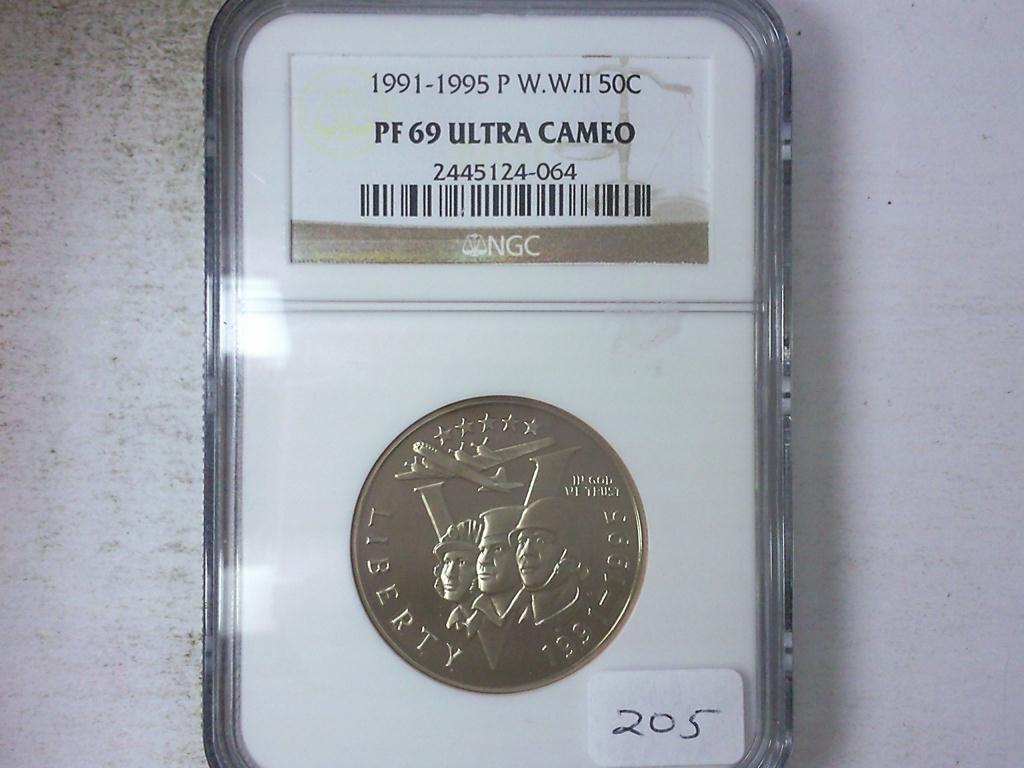 1991-1995 P W.W.II 50C
PF 69 ULTRA CAMEO
2445124-064
NGC
IN GOD
WE TRUST
LIBERTY
1991-1995
205